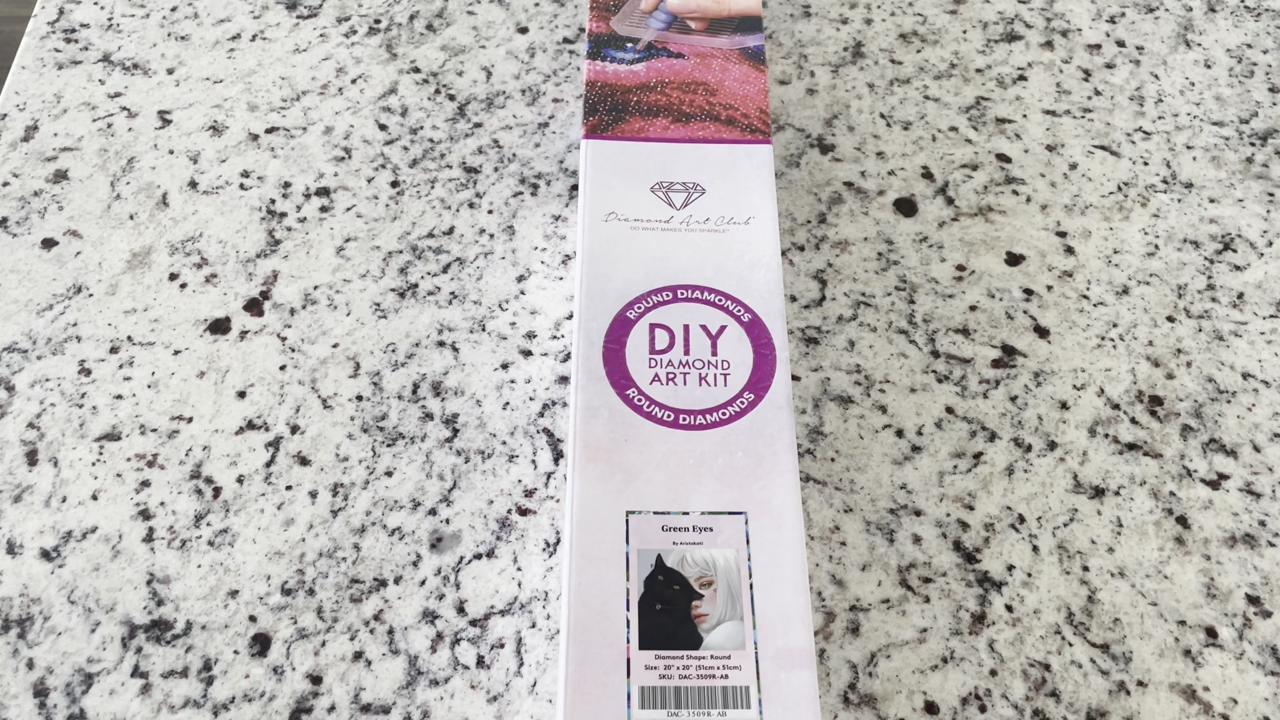 Diamond Art Club
DO WHAT MAKES YOU SPARKLE
ROUND DIAMONDS
DIY
DIAMOND
ART KIT
ROUND DIAMONDS
Green Eyes
By Aristokati
Diamond Shape: Round
Size: 20" x 20" (51cm x 51cm)
SKU: DAC-3509R-AB
DAC-3509R-AB